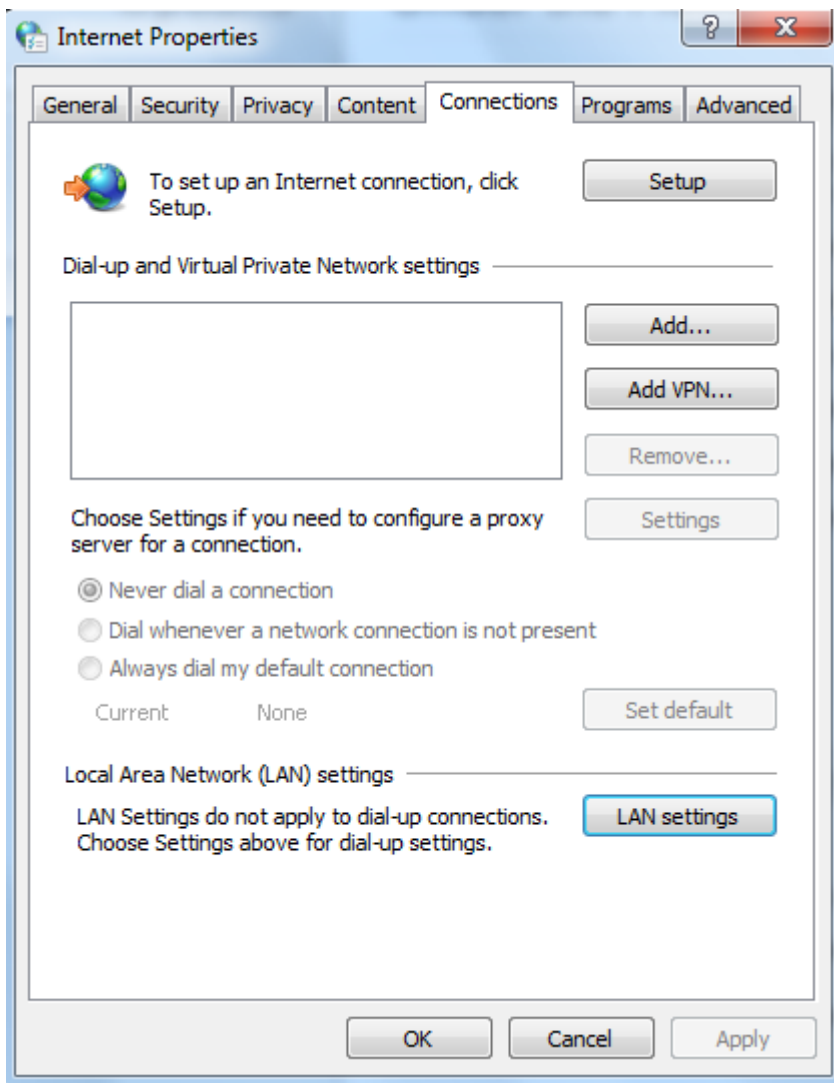 Internet Properties
?
X
General Security Privacy Content Connections Programs Advanced
To set up an Internet connection, click
Setup.
Setup
Dial-up and Virtual Private Network settings
Add...
Add VPN...
Remove...
Choose Settings if you need to configure a proxy
server for a connection.
Settings
Never dial a connection
Dial whenever a network connection is not present
Always dial my default connection
Current None
Set default
Local Area Network (LAN) settings
LAN Settings do not apply to dial-up connections.
Choose Settings above for dial-up settings.
LAN settings
OK Cancel Apply